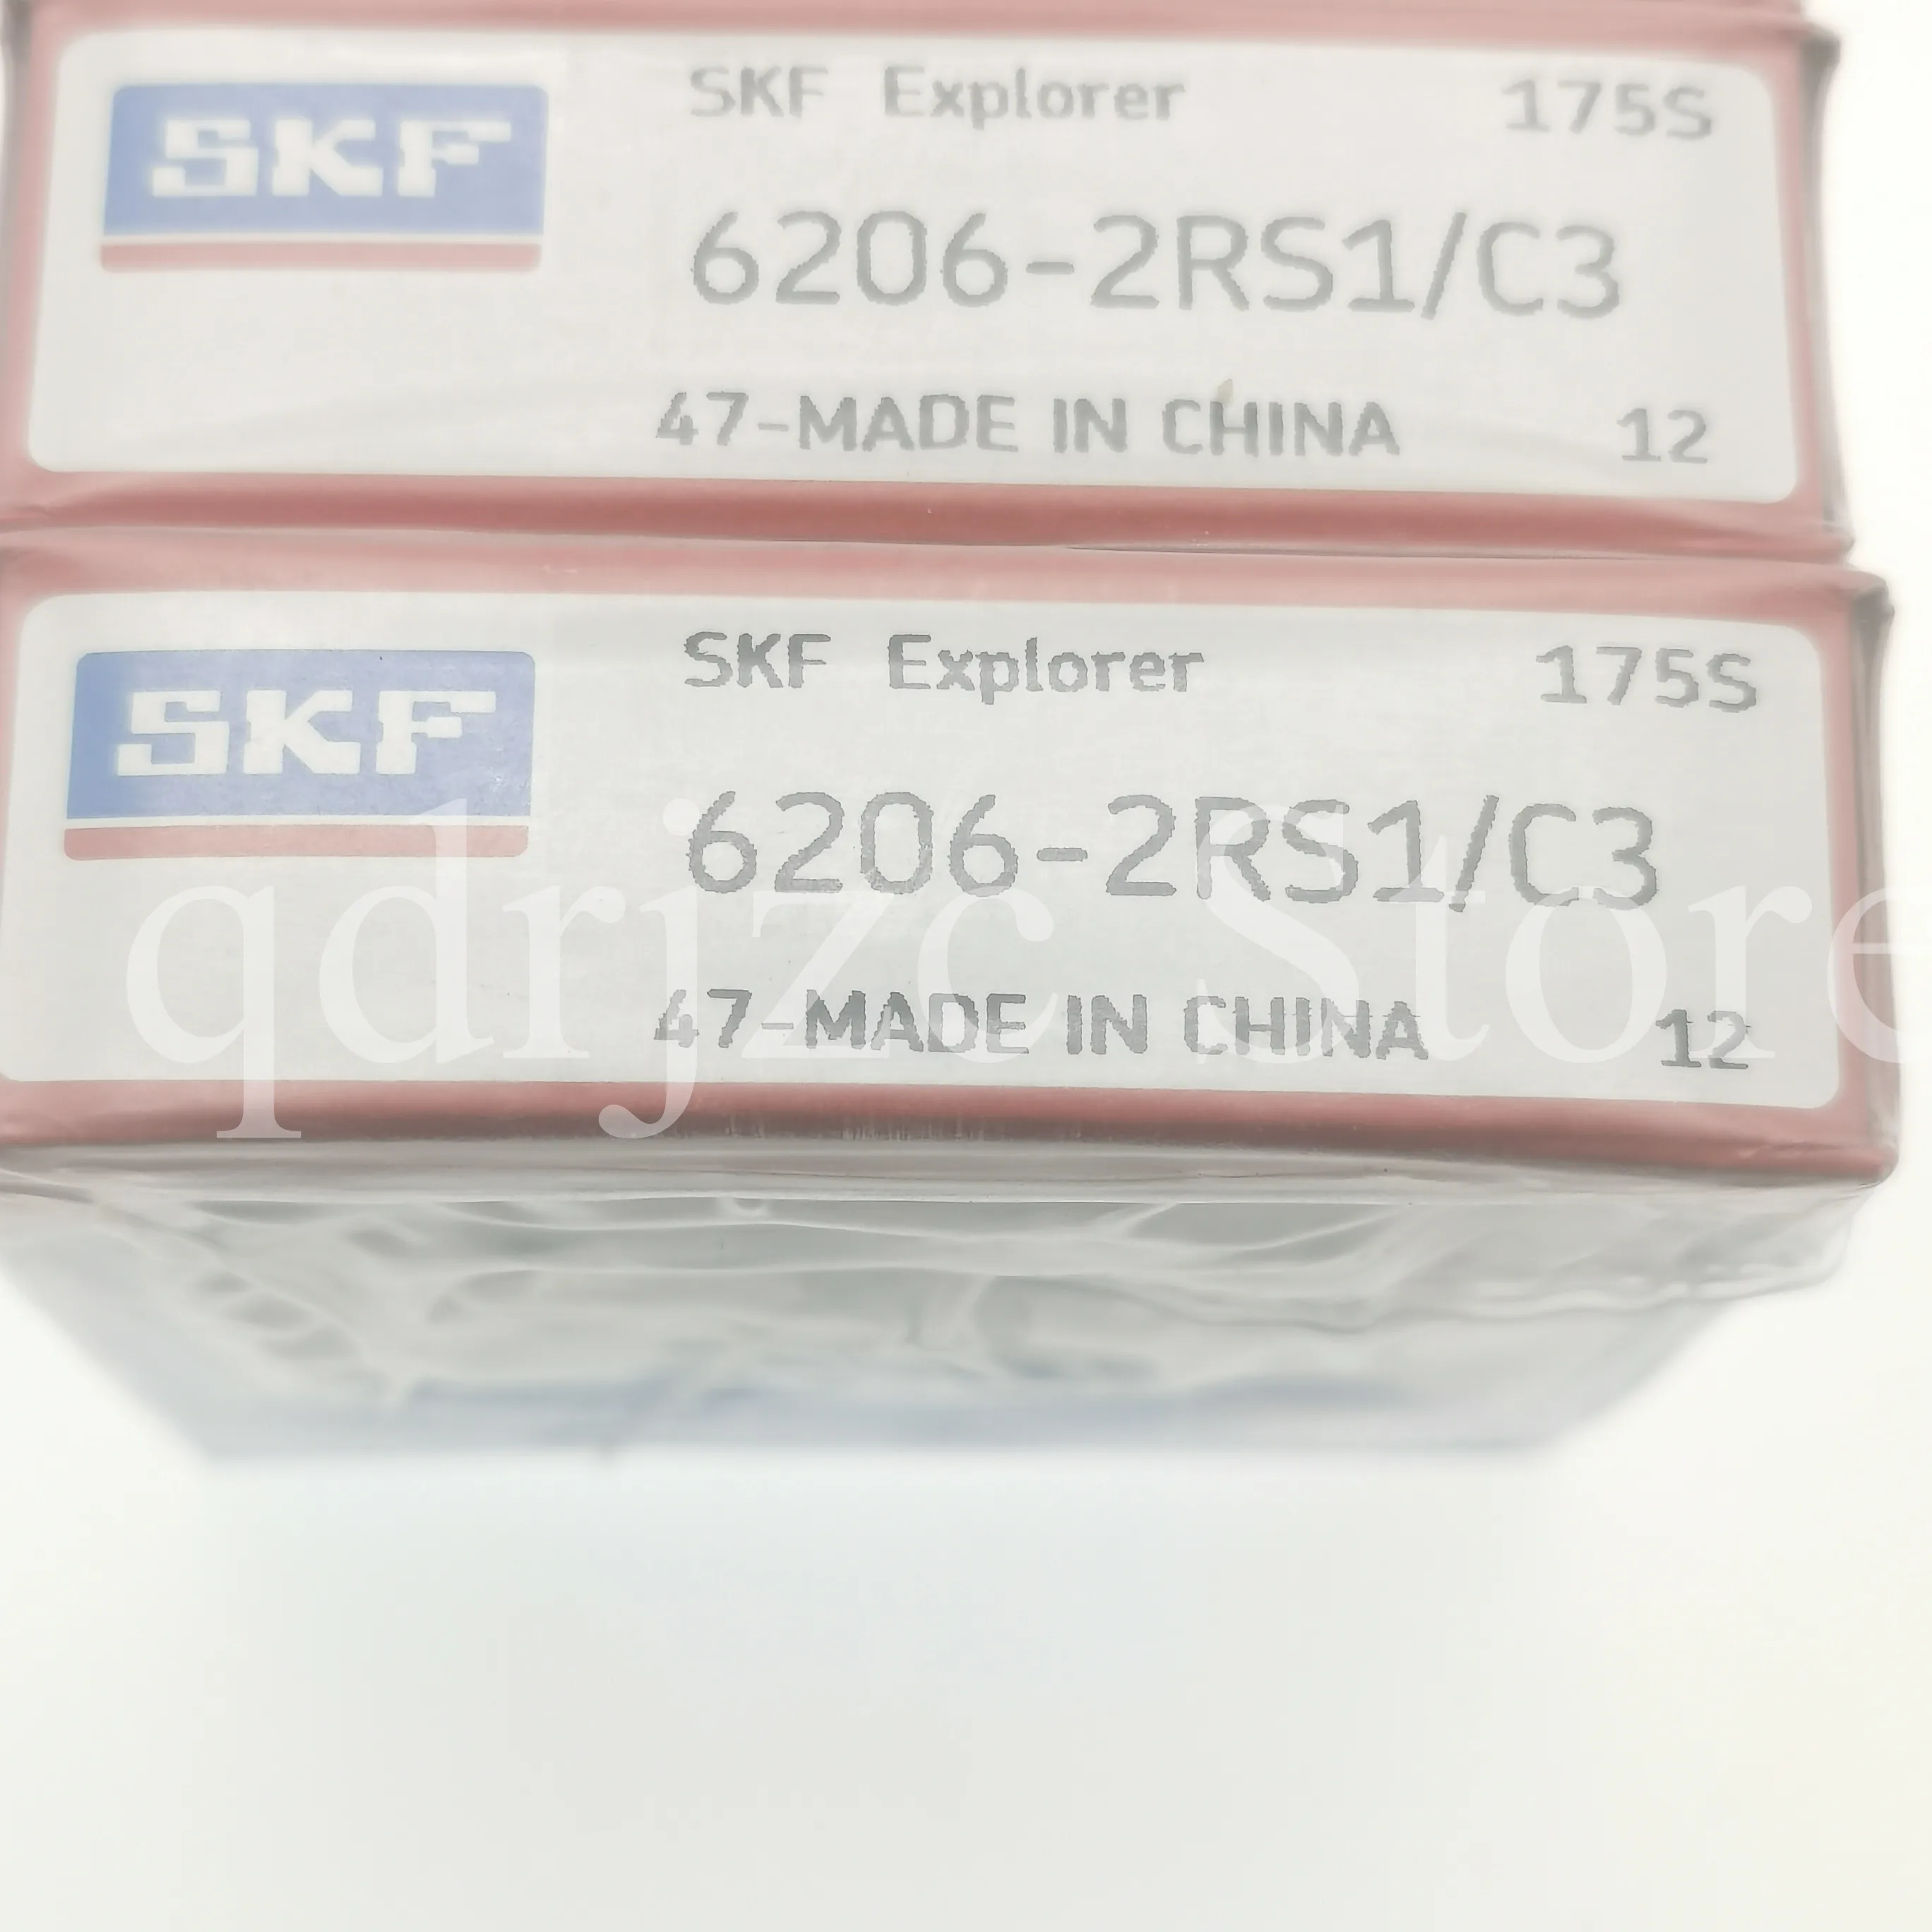 SKF
SKF Explorer 175S
6206-2RS1/C3
47-MADE IN CHINA 12
SKF
SKF Explorer 175S
6206-2RS1/C3
47-MADE IN CHINA 12
qdrjzc Store